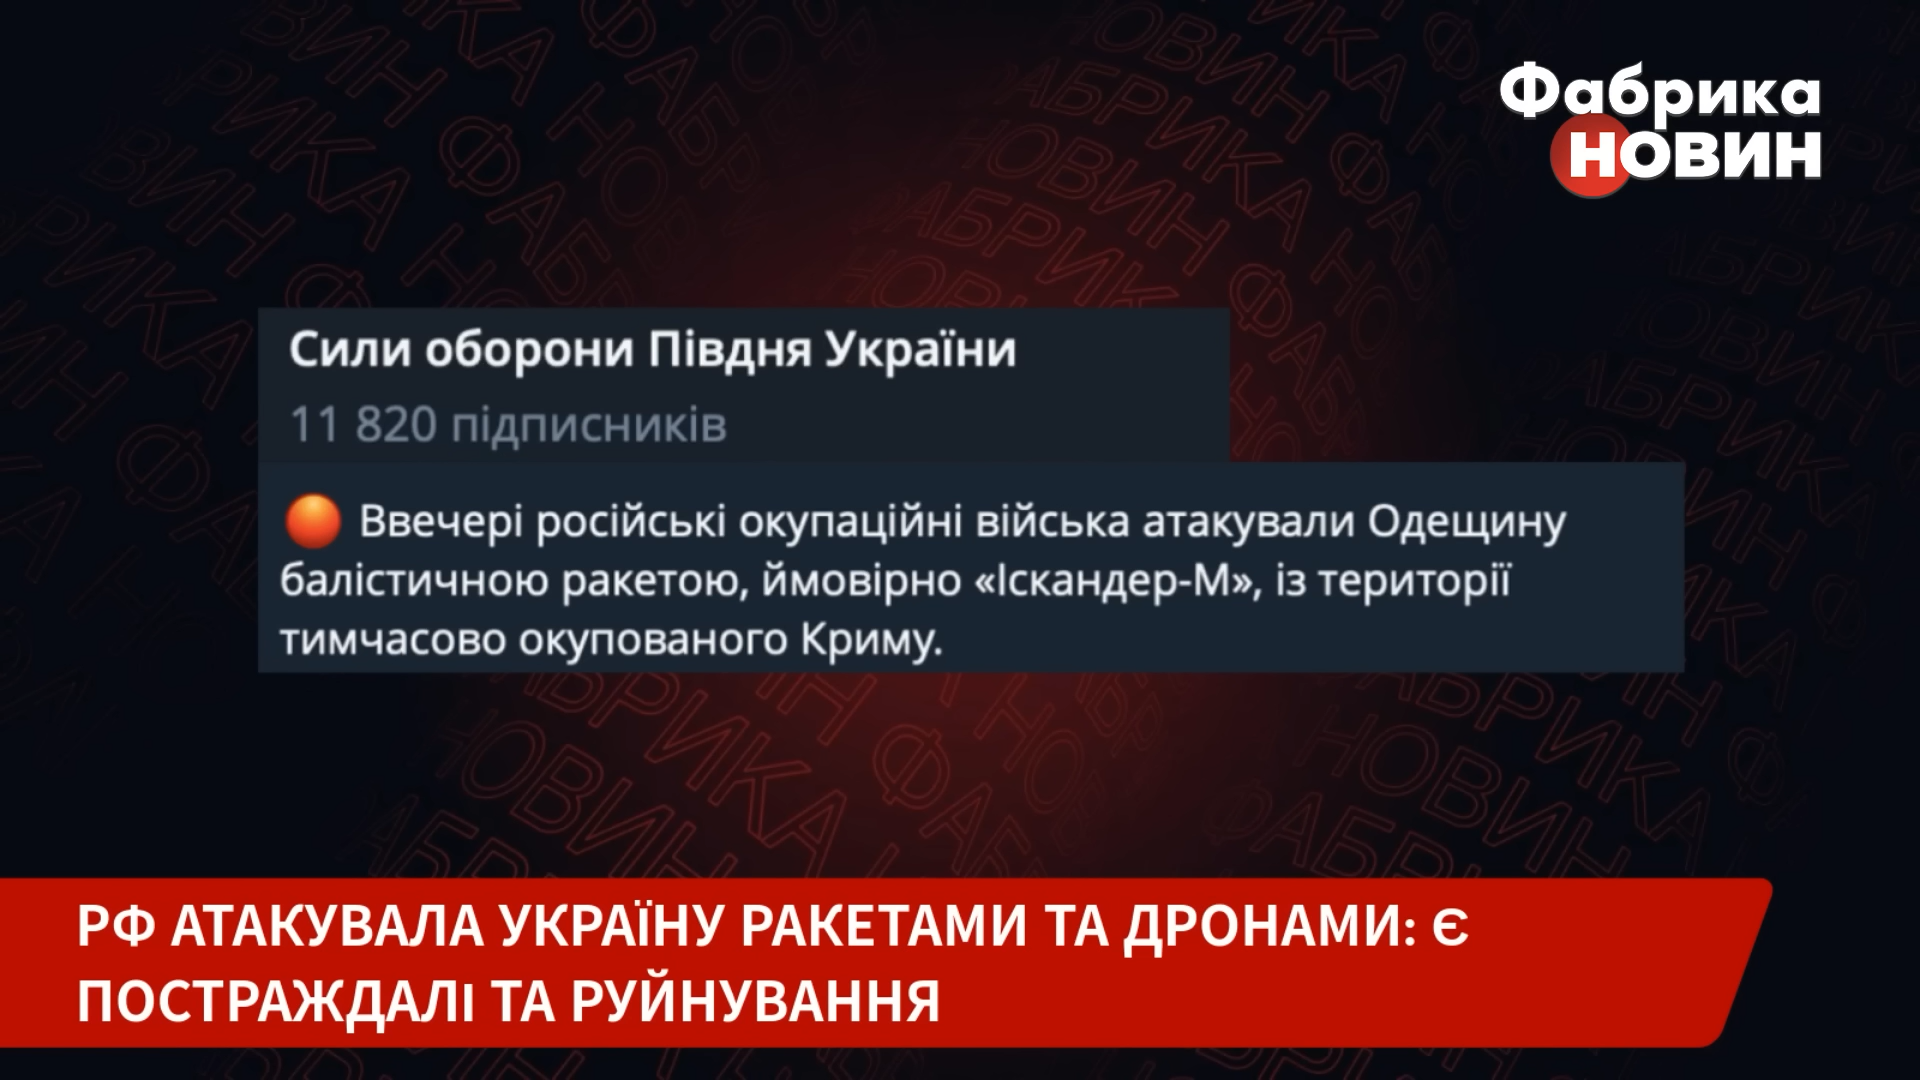 Фабрика
новин
Сили оборони Півдня України
11 820 підписників
Ввечері російські окупаційні війська атакували Одещину
балістичною ракетою, ймовірно «Іскандер-М», із території
тимчасово окупованого Криму.
РФ АТАКУВАЛА УКРАЇНУ РАКЕТАМИ ТА ДРОНАМИ: Є
ПОСТРАЖДАЛІ ТА РУЙНУВАННЯ